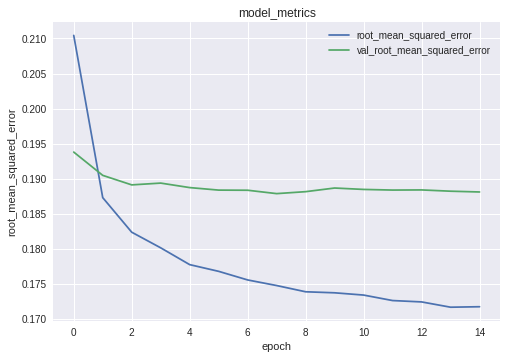 model_metrics
root_mean_squared_error
val_root_mean_squared_error
0.210
0.205
0.200
0.195
0.190
0.185
0.180
0.175
0.170
root_mean_squared_error
0 2 4 6 8 10 12 14
epoch